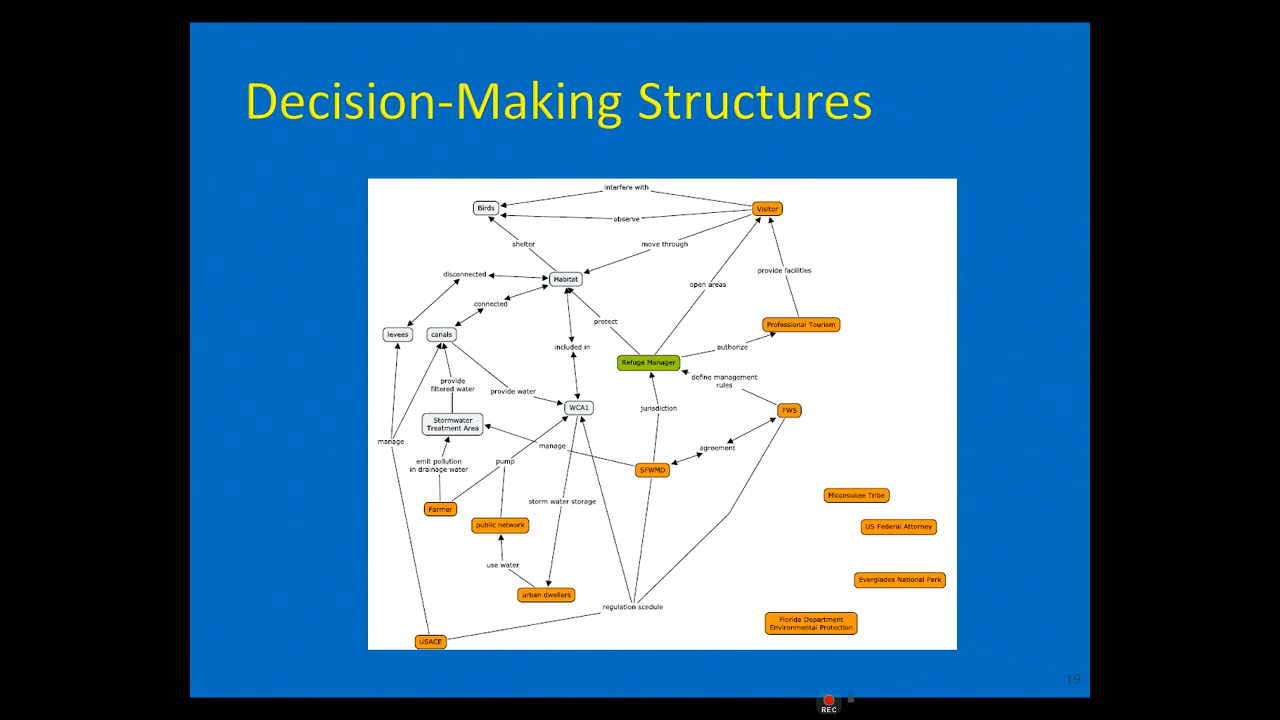 Decision-Making Structures
interfere with
Birds
Visitor
observe
shelter
move through
disconnected
Habitat
provide facilities
open areas
connected
protect
Professional Tourism
levees
canals
included in
authorize
Refuge Manager
provide
filtered water
define management
rules
provide water
WCA1
jurisdiction
FWS
Stormwater
Treatment Area
manage
manage
agreement
emit pollution
in drainage water
pump
SFWMD
Miccosukee Tribe
storm water storage
Farmer
public network
US Federal Attorney
use water
Everglades National Park
urban dwellers
regulation scedule
Florida Department
Environmental Protection
USACE
19
REC